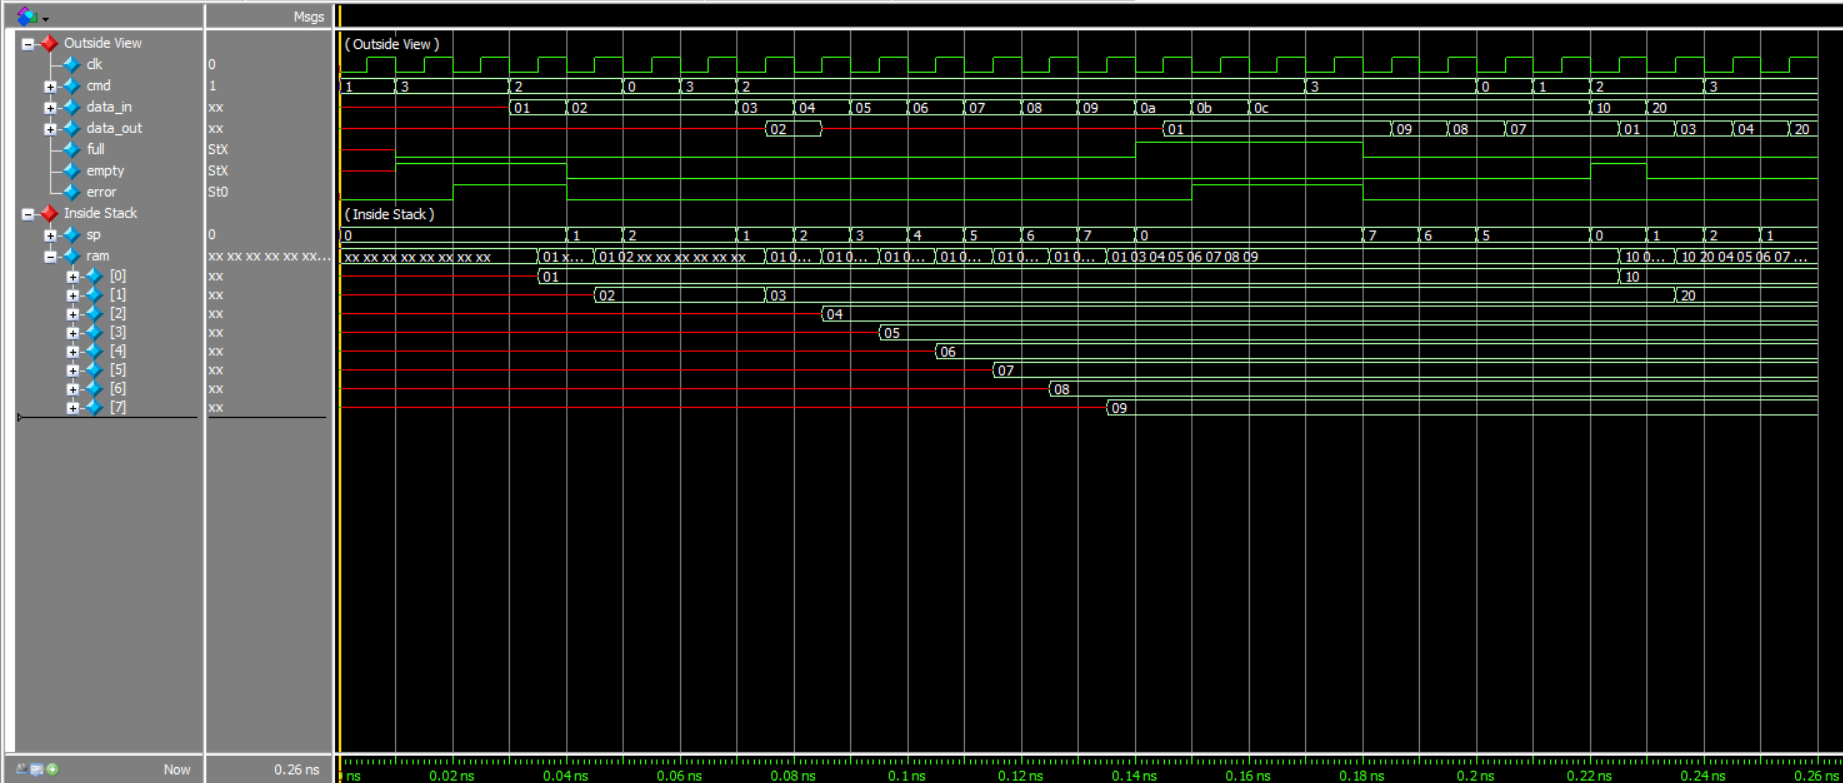 Msgs
Outside View
( Outside View )
clk 0
cmd 1 1 3 2 0 3 2 3 0 1 2 3
data_in xx 01 02 03 04 05 06 07 08 09 0a 0b 0c 10 20
data_out xx 02 01 09 08 07 01 03 04 20
full StX
empty StX
error St0
Inside Stack
( Inside Stack )
sp 0 0 1 2 1 2 3 4 5 6 7 0 7 6 5 0 1 2 1
ram xx xx xx xx xx xx... xx xx xx xx xx xx xx xx 01 x... 01 02 xx xx xx xx xx xx 01 0... 01 0... 01 0... 01 0... 01 0... 01 0... 01 03 04 05 06 07 08 09 10 0... 10 20 04 05 06 07 ...
[0] xx 01 10
[1] xx 02 03 20
[2] xx 04
[3] xx 05
[4] xx 06
[5] xx 07
[6] xx 08
[7] xx 09
Now 0.26 ns ns 0.02 ns 0.04 ns 0.06 ns 0.08 ns 0.1 ns 0.12 ns 0.14 ns 0.16 ns 0.18 ns 0.2 ns 0.22 ns 0.24 ns 0.26 ns